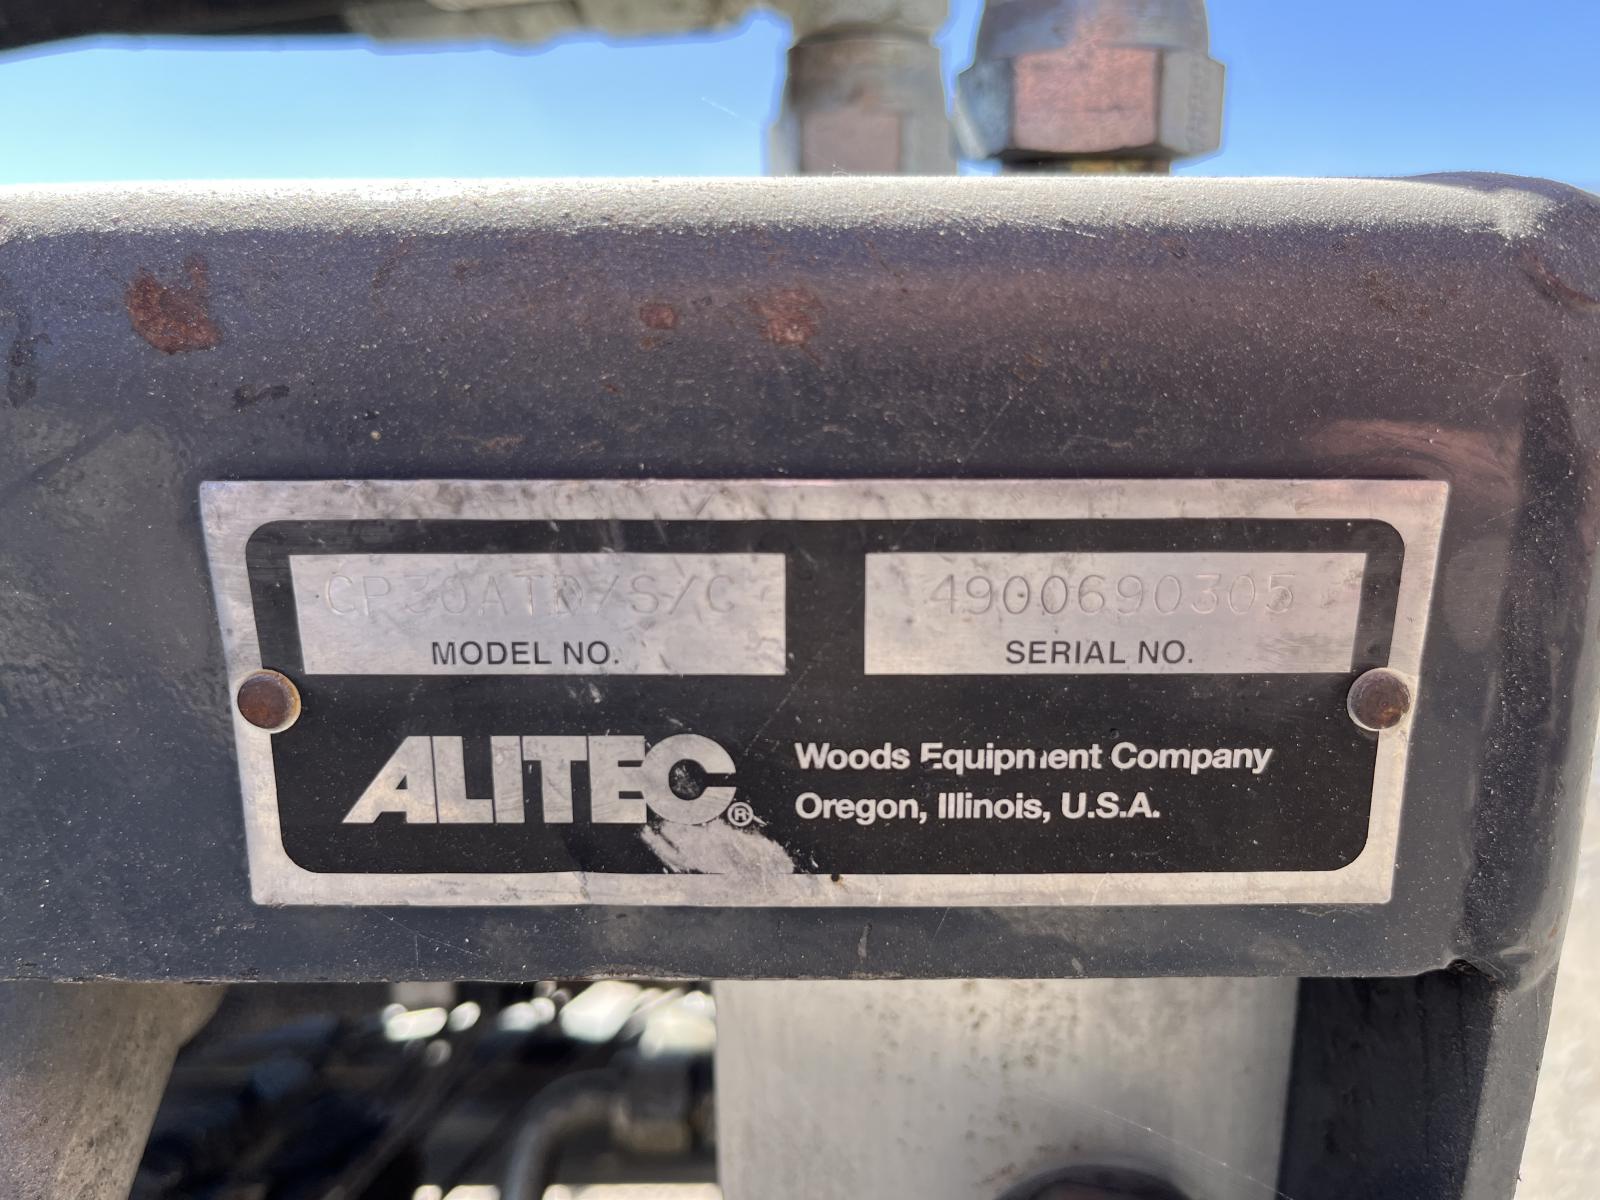 CP30ATD/S/C
MODEL NO.
4900690305
SERIAL NO.
ALITEC®
Woods Equipment Company
Oregon, Illinois, U.S.A.